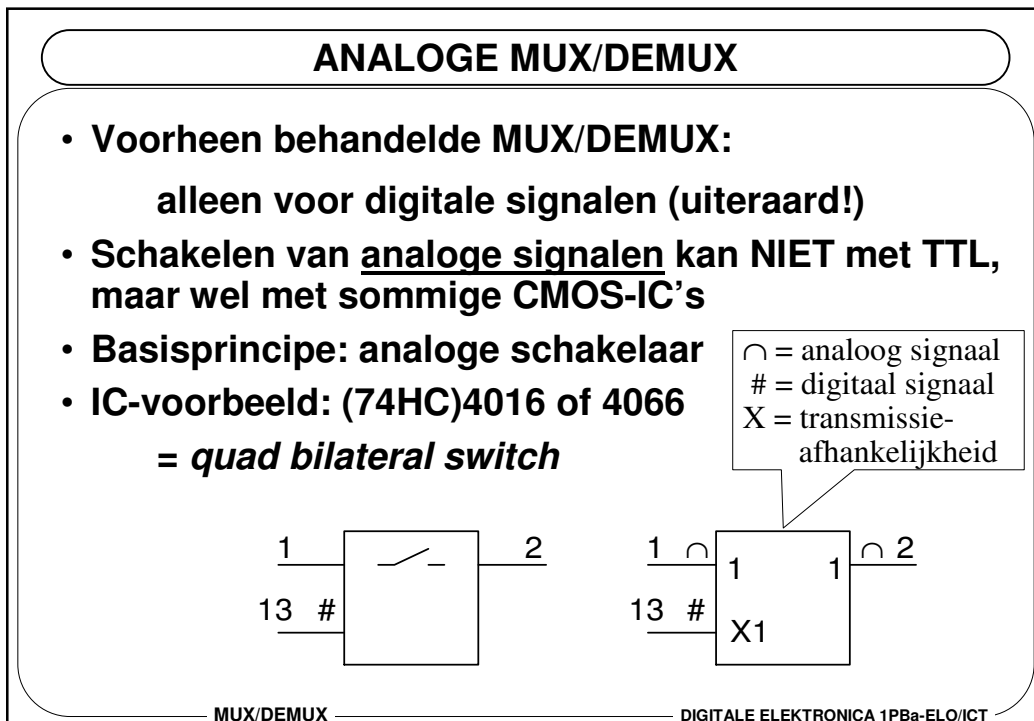 ANALOGE MUX/DEMUX
• Voorheen behandelde MUX/DEMUX:
alleen voor digitale signalen (uiteraard!)
• Schakelen van analoge signalen kan NIET met TTL,
maar wel met sommige CMOS-IC's
• Basisprincipe: analoge schakelaar
• IC-voorbeeld: (74HC)4016 of 4066
= quad bilateral switch
∩ = analoog signaal
# = digitaal signaal
X = transmissie-
afhankelijkheid
1 2
13 #
1 ∩ 1 1 ∩ 2
13 # X1
MUX/DEMUX
DIGITALE ELEKTRONICA 1PBa-ELO/ICT